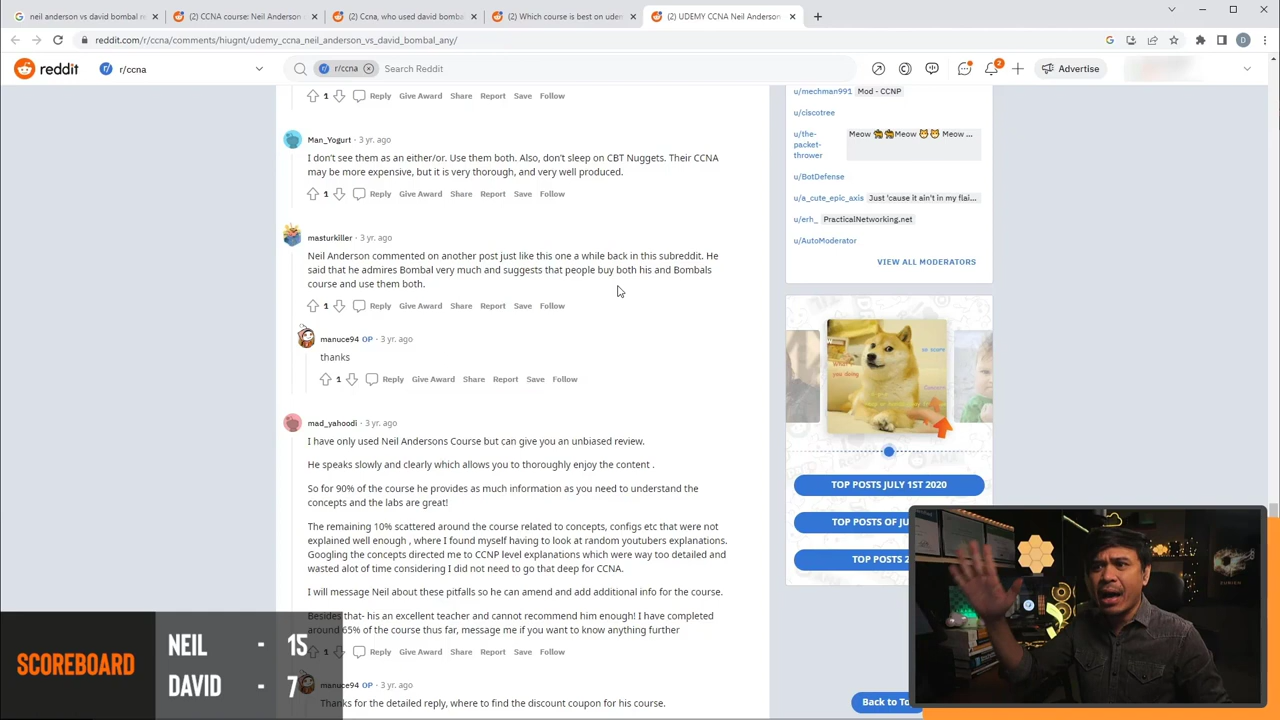 neil anderson vs david bombal re
(2) CCNA course: Neil Anderson
(2) Ccna, who used david bomba
(2) Which course is best on uden
(2) UDEMY CCNA Neil Anderson
reddit.com/r/ccna/comments/hiugnt/udemy_ccna_neil_anderson_vs_david_bombal_any/
D
reddit
r/ccna
r/ccna
Search Reddit
2
Advertise
1 Reply Give Award Share Report Save Follow
Man_Yogurt · 3 yr. ago
I don't see them as an either/or. Use them both. Also, don't sleep on CBT Nuggets. Their CCNA
may be more expensive, but it is very thorough, and very well produced.
1 Reply Give Award Share Report Save Follow
masturkiller · 3 yr. ago
Neil Anderson commented on another post just like this one a while back in this subreddit. He
said that he admires Bombal very much and suggests that people buy both his and Bombals
course and use them both.
1 Reply Give Award Share Report Save Follow
manuce94 OP · 3 yr. ago
thanks
1 Reply Give Award Share Report Save Follow
mad_yahoodi · 3 yr. ago
I have only used Neil Andersons Course but can give you an unbiased review.
He speaks slowly and clearly which allows you to thoroughly enjoy the content .
So for 90% of the course he provides as much information as you need to understand the
concepts and the labs are great!
The remaining 10% scattered around the course related to concepts, configs etc that were not
explained well enough , where I found myself having to look at random youtubers explanations.
Googling the concepts directed me to CCNP level explanations which were way too detailed and
wasted alot of time considering I did not need to go that deep for CCNA.
I will message Neil about these pitfalls so he can amend and add additional info for the course.
Besides that- his an excellent teacher and cannot recommend him enough! I have completed
around 65% of the course thus far, message me if you want to know anything further
1 Reply Give Award Share Report Save Follow
manuce94 OP · 3 yr. ago
Thanks for the detailed reply, where to find the discount coupon for his course.
u/mechman991 Mod - CCNP
u/ciscotree
u/the-
packet-
thrower
Meow 🐈🐈Meow 😺😺 Meow ...
u/BotDefense
u/a_cute_epic_axis Just 'cause it ain't in my flai...
u/erh_ PracticalNetworking.net
u/AutoModerator
VIEW ALL MODERATORS
TOP POSTS JULY 1ST 2020
TOP POSTS OF JU
TOP POSTS 2
Back to To
SCOREBOARD
NEIL - 15
DAVID - 7